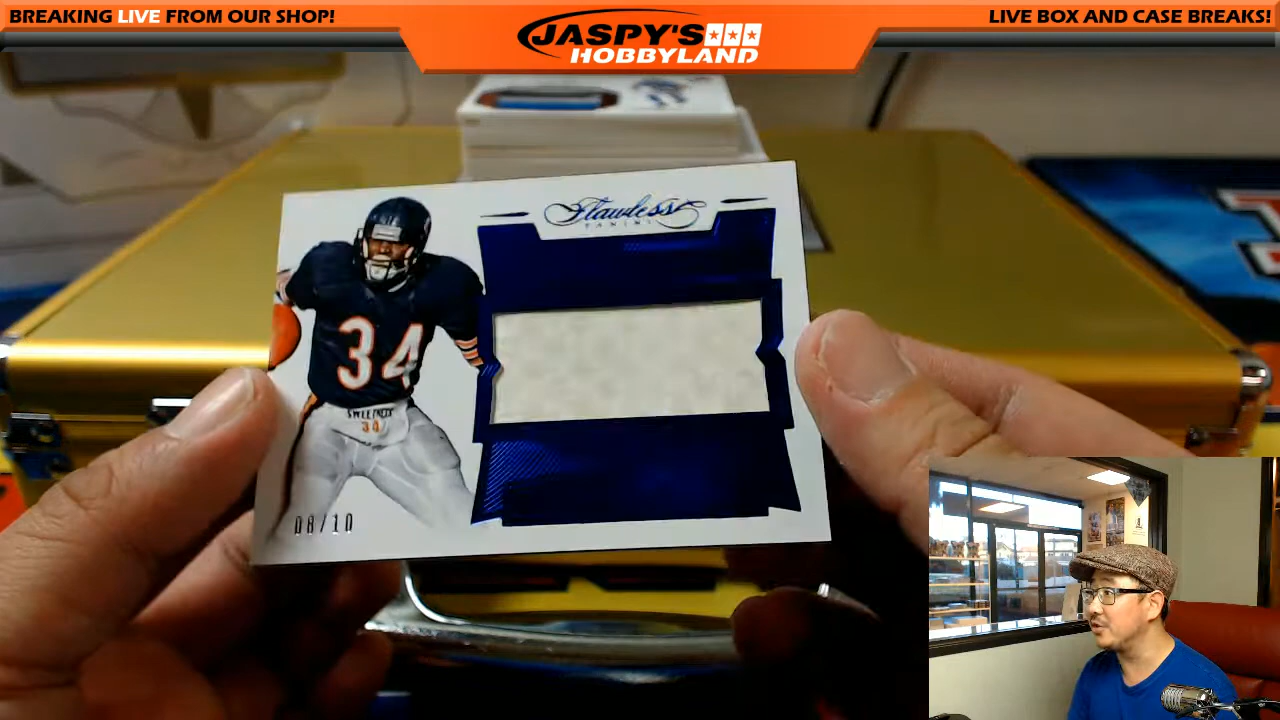 BREAKING LIVE FROM OUR SHOP!
JASPY'S
HOBBYLAND
LIVE BOX AND CASE BREAKS!
Flawless
PANINI
34
SWEETNESS
34
08/10